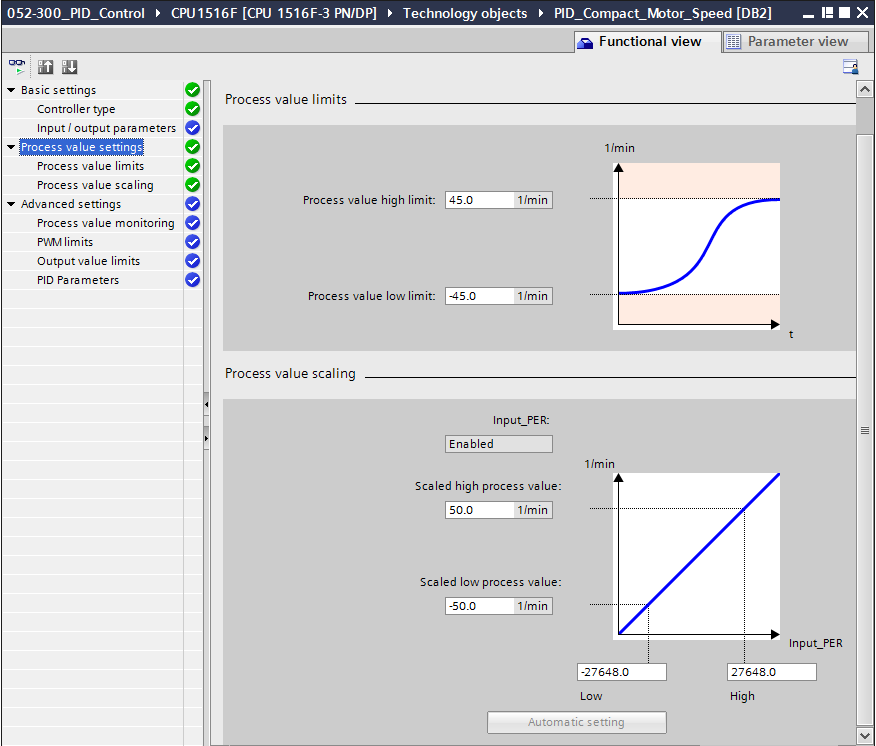 052-300_PID_Control ▸ CPU1516F [CPU 1516F-3 PN/DP] ▸ Technology objects ▸ PID_Compact_Motor_Speed [DB2]
Functional view
Parameter view
Basic settings
Controller type
Input / output parameters
Process value settings
Process value limits
Process value scaling
Advanced settings
Process value monitoring
PWM limits
Output value limits
PID Parameters
Process value limits
1/min
Process value high limit: 45.0 1/min
Process value low limit: -45.0 1/min
t
Process value scaling
Input_PER:
Enabled
1/min
Scaled high process value:
50.0 1/min
Scaled low process value:
-50.0 1/min
Input_PER
-27648.0 27648.0
Low High
Automatic setting